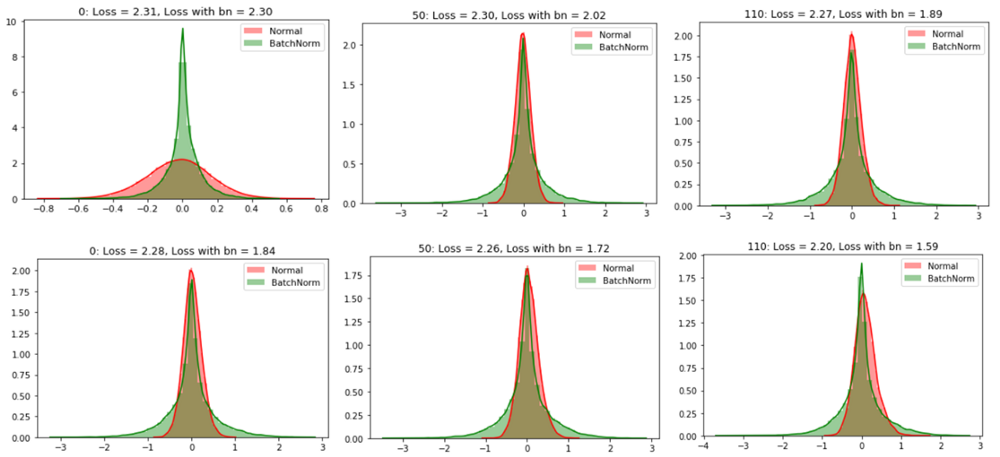 0: Loss = 2.31, Loss with bn = 2.30
Normal
BatchNorm
10
8
6
4
2
0
−0.8 −0.6 −0.4 −0.2 0.0 0.2 0.4 0.6 0.8
50: Loss = 2.30, Loss with bn = 2.02
Normal
BatchNorm
2.0
1.5
1.0
0.5
0.0
−3 −2 −1 0 1 2 3
110: Loss = 2.27, Loss with bn = 1.89
Normal
BatchNorm
2.00
1.75
1.50
1.25
1.00
0.75
0.50
0.25
0.00
−3 −2 −1 0 1 2 3
0: Loss = 2.28, Loss with bn = 1.84
Normal
BatchNorm
2.00
1.75
1.50
1.25
1.00
0.75
0.50
0.25
0.00
−3 −2 −1 0 1 2 3
50: Loss = 2.26, Loss with bn = 1.72
Normal
BatchNorm
1.75
1.50
1.25
1.00
0.75
0.50
0.25
0.00
−3 −2 −1 0 1 2 3
110: Loss = 2.20, Loss with bn = 1.59
Normal
BatchNorm
2.00
1.75
1.50
1.25
1.00
0.75
0.50
0.25
0.00
−4 −3 −2 −1 0 1 2 3